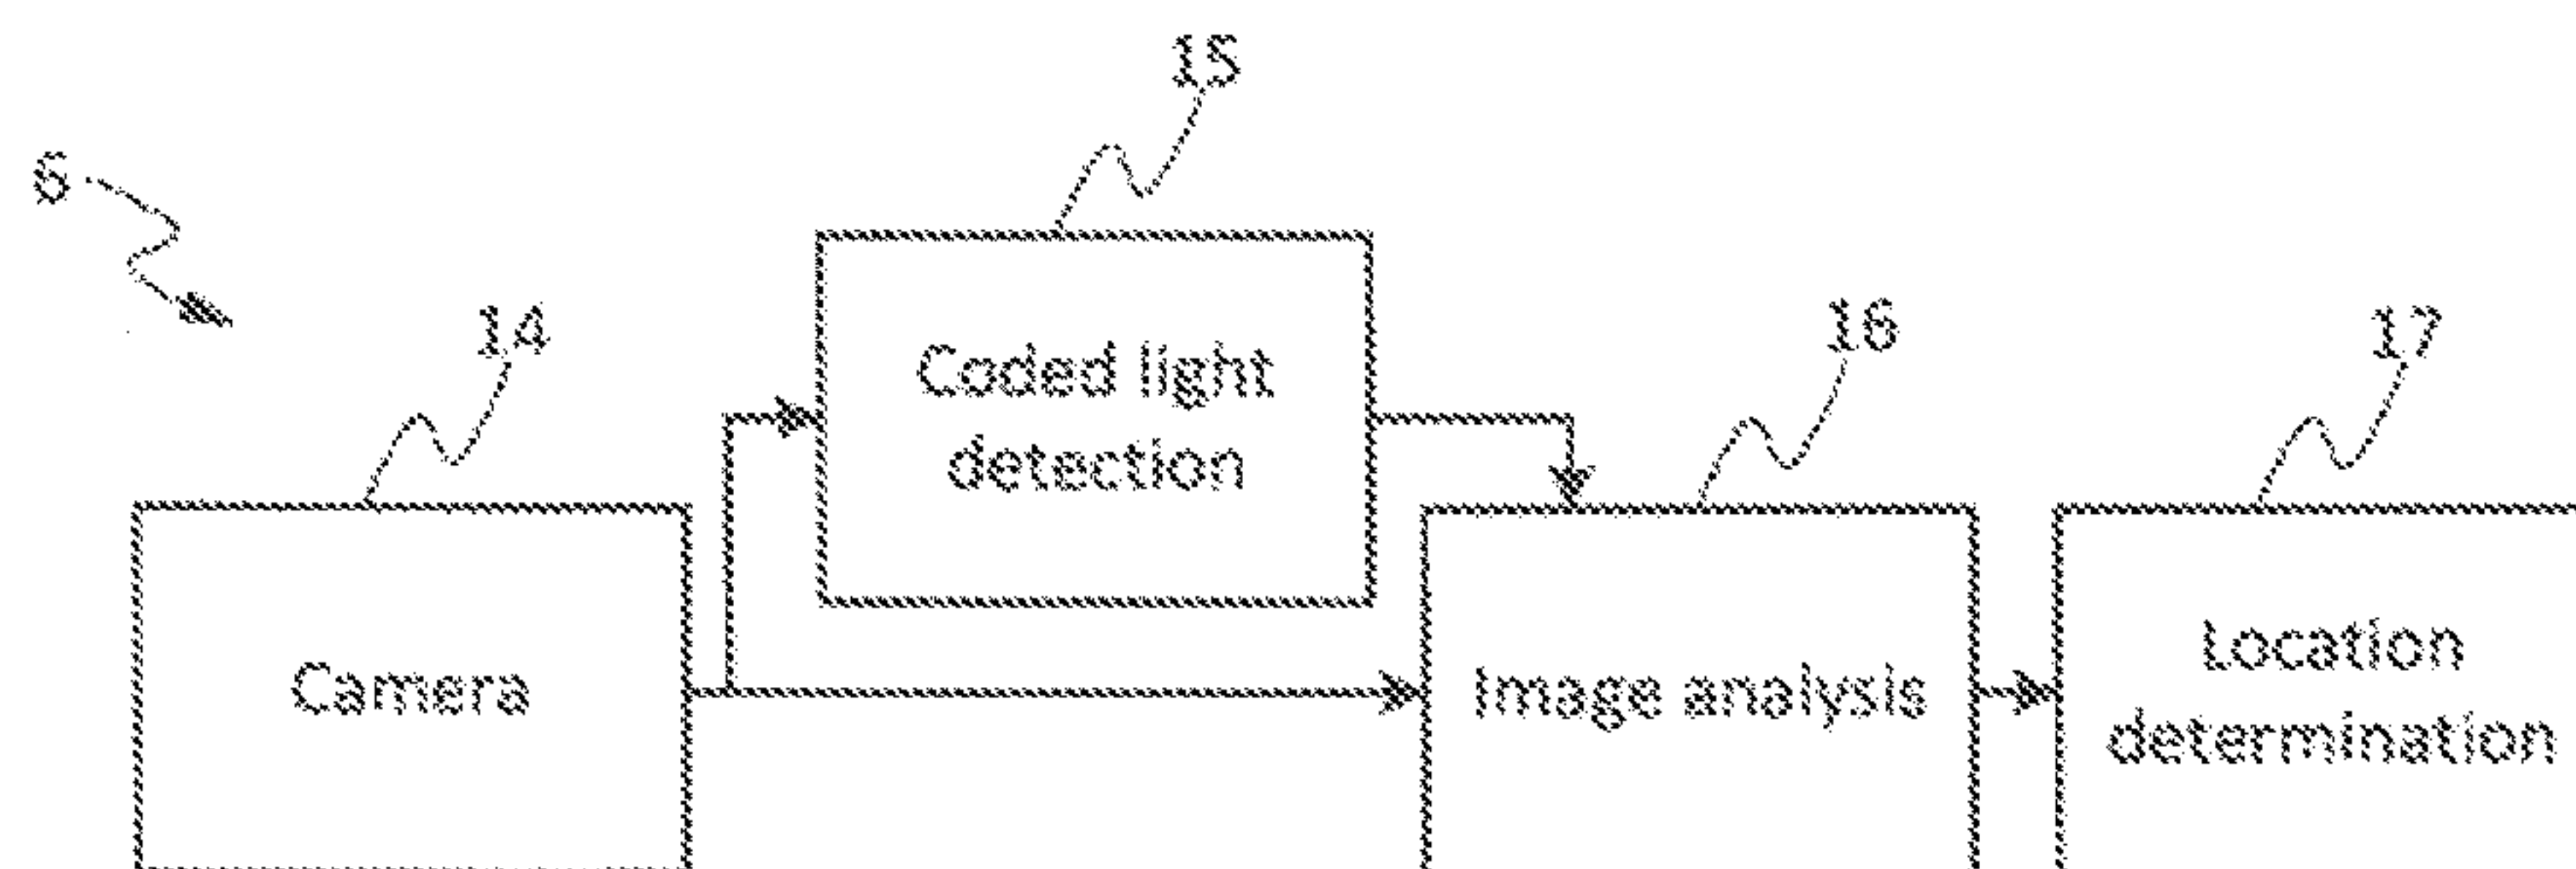 15
6
14
16
17
Coded light
detection
Camera
Image analysis
Location
determination